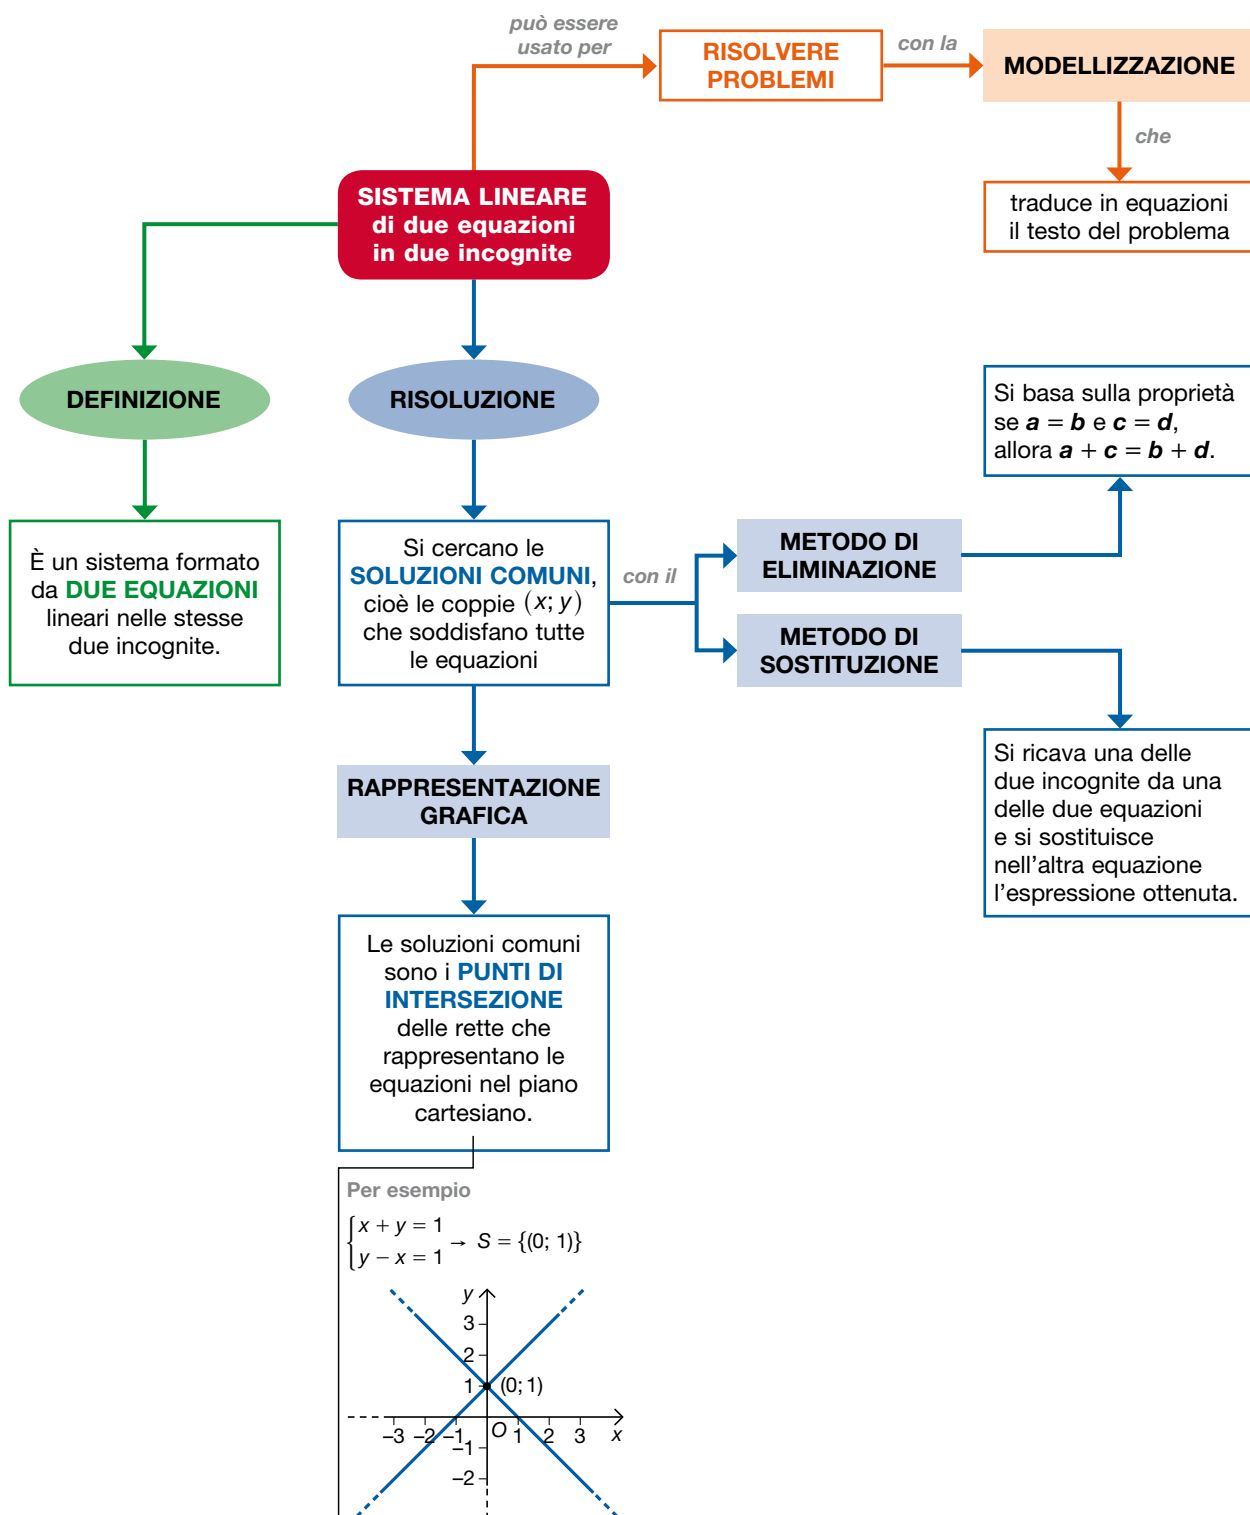 può essere
usato per
RISOLVERE
PROBLEMI
con la
MODELLIZZAZIONE
che
traduce in equazioni
il testo del problema
SISTEMA LINEARE
di due equazioni
in due incognite
DEFINIZIONE
È un sistema formato
da DUE EQUAZIONI
lineari nelle stesse
due incognite.
RISOLUZIONE
Si cercano le
SOLUZIONI COMUNI,
cioè le coppie (x; y)
che soddisfano tutte
le equazioni
con il
METODO DI
ELIMINAZIONE
Si basa sulla proprietà
se a = b e c = d,
allora a + c = b + d.
METODO DI
SOSTITUZIONE
Si ricava una delle
due incognite da una
delle due equazioni
e si sostituisce
nell'altra equazione
l'espressione ottenuta.
RAPPRESENTAZIONE
GRAFICA
Le soluzioni comuni
sono i PUNTI DI
INTERSEZIONE
delle rette che
rappresentano le
equazioni nel piano
cartesiano.
Per esempio
{x + y = 1
y − x = 1 → S = {(0; 1)}
y
3
2
1 (0; 1)
−3 −2 −1 O 1 2 3 x
−1
−2